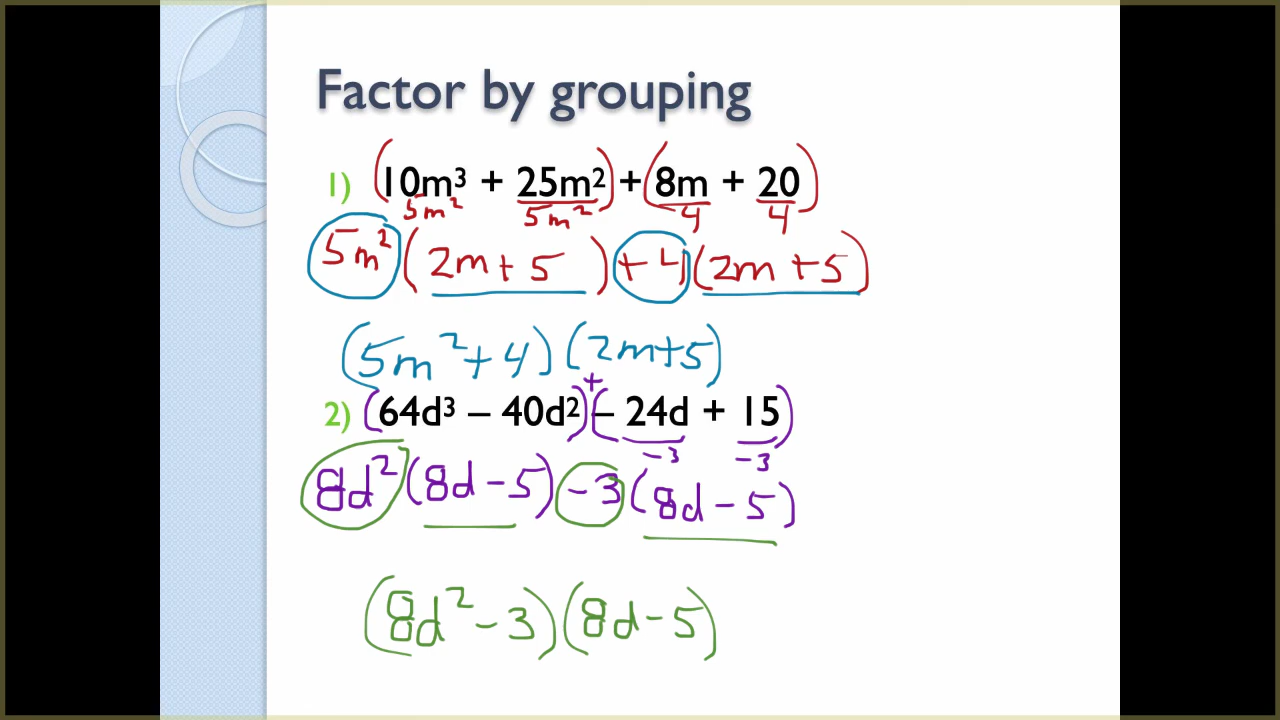 Factor by grouping
1) (10m³ + 25m²) + (8m + 20)
5m² 5m² 4 4
5m² (2m + 5) + 4 (2m + 5)
(5m² + 4) (2m + 5)
+
2) (64d³ – 40d²) (– 24d + 15)
-3 -3
8d² (8d - 5) - 3 (8d - 5)
(8d² - 3) (8d - 5)